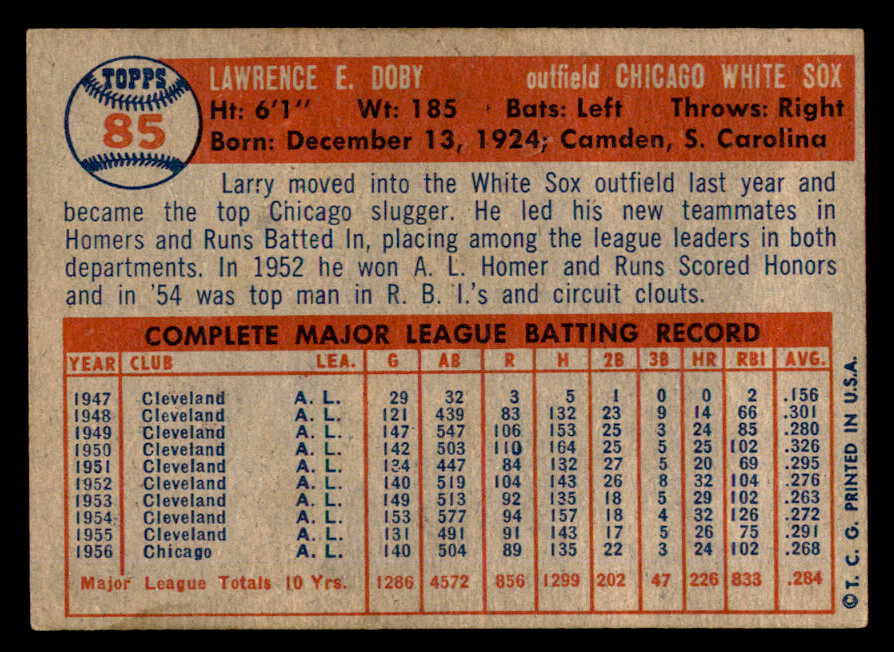 TOPPS
85
LAWRENCE E. DOBY outfield CHICAGO WHITE SOX
Ht: 6'1" Wt: 185 Bats: Left Throws: Right
Born: December 13, 1924; Camden, S. Carolina
Larry moved into the White Sox outfield last year and
became the top Chicago slugger. He led his new teammates in
Homers and Runs Batted In, placing among the league leaders in both
departments. In 1952 he won A. L. Homer and Runs Scored Honors
and in '54 was top man in R. B. I.'s and circuit clouts.
COMPLETE MAJOR LEAGUE BATTING RECORD
YEAR CLUB LEA. G AB R H 2B 3B HR RBI AVG.
1947 Cleveland A. L. 29 32 3 5 1 0 0 2 .156
1948 Cleveland A. L. 121 439 83 132 23 9 14 66 .301
1949 Cleveland A. L. 147 547 106 153 25 3 24 85 .280
1950 Cleveland A. L. 142 503 110 164 25 5 25 102 .326
1951 Cleveland A. L. 134 447 84 132 27 5 20 69 .295
1952 Cleveland A. L. 140 519 104 143 26 8 32 104 .276
1953 Cleveland A. L. 149 513 92 135 18 5 29 102 .263
1954 Cleveland A. L. 153 577 94 157 18 4 32 126 .272
1955 Cleveland A. L. 131 491 91 143 17 5 26 75 .291
1956 Chicago A. L. 140 504 89 135 22 3 24 102 .268
Major League Totals 10 Yrs. 1286 4572 856 1299 202 47 226 833 .284
©T. C. G. PRINTED IN U.S.A.